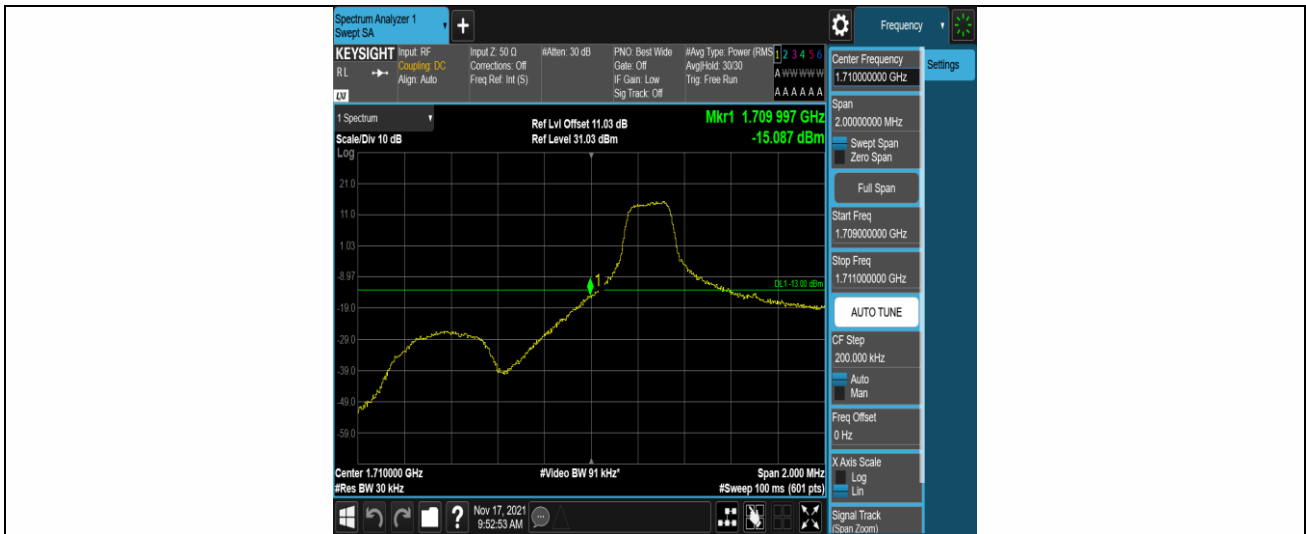 Spectrum Analyzer 1
Swept SA
+
Frequency
KEYSIGHT
R L
LXI
Input: RF
Coupling: DC
Align: Auto
Input Z: 50 Ω
Corrections: Off
Freq Ref: Int (S)
#Atten: 30 dB
PNO: Best Wide
Gate: Off
IF Gain: Low
Sig Track: Off
#Avg Type: Power (RMS
Avg|Hold: 30/30
Trig: Free Run
1 2 3 4 5 6
A W W W W W
A A A A A A
1 Spectrum
Scale/Div 10 dB
Log
Ref Lvl Offset 11.03 dB
Ref Level 31.03 dBm
Mkr1 1.709 997 GHz
-15.087 dBm
21.0
11.0
1.03
-8.97
-19.0
-29.0
-39.0
-49.0
-59.0
1
DL1 -13.00 dBm
Center 1.710000 GHz
#Res BW 30 kHz
#Video BW 91 kHz*
Span 2.000 MHz
#Sweep 100 ms (601 pts)
Center Frequency
1.710000000 GHz
Settings
Span
2.00000000 MHz
Swept Span
Zero Span
Full Span
Start Freq
1.709000000 GHz
Stop Freq
1.711000000 GHz
AUTO TUNE
CF Step
200.000 kHz
Auto
Man
Freq Offset
0 Hz
X Axis Scale
Log
Lin
Signal Track
(Span Zoom)
?
Nov 17, 2021
9:52:53 AM